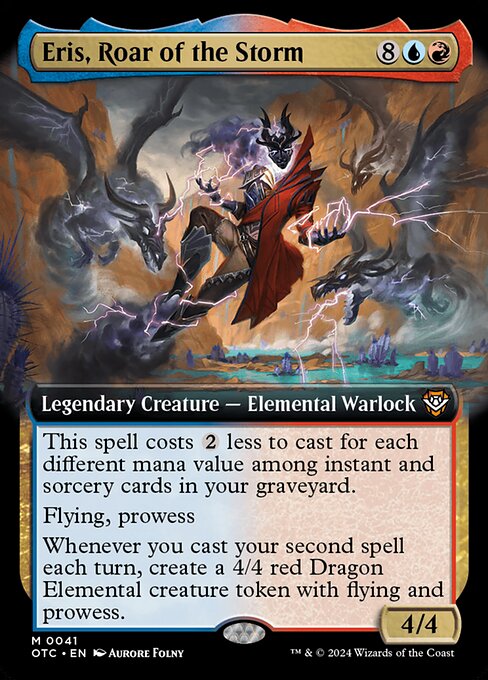 Eris, Roar of the Storm 8
Legendary Creature — Elemental Warlock
This spell costs 2 less to cast for each
different mana value among instant and
sorcery cards in your graveyard.
Flying, prowess
Whenever you cast your second spell
each turn, create a 4/4 red Dragon
Elemental creature token with flying and
prowess.
4/4
M 0041
OTC • EN Aurore Folny
™ & © 2024 Wizards of the Coast